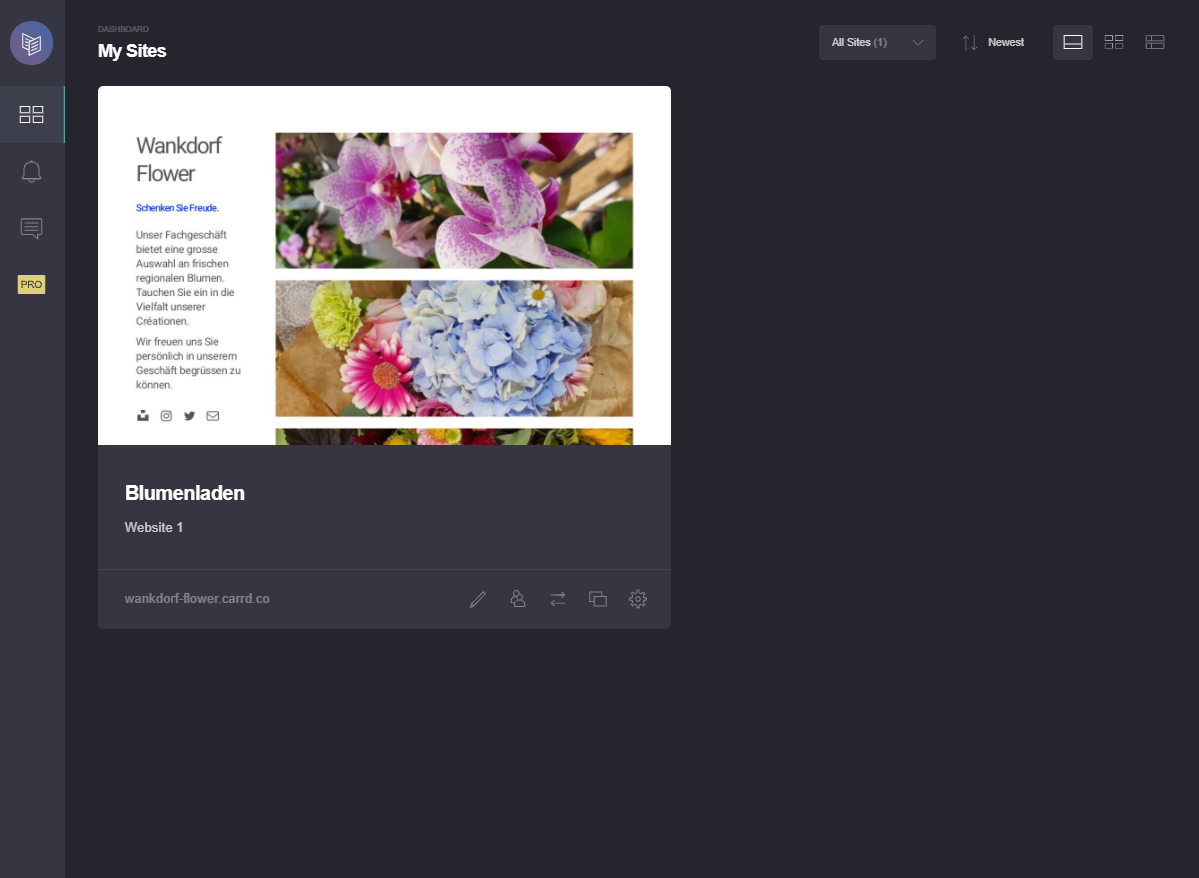 DASHBOARD
My Sites
All Sites (1)
Newest
PRO
Wankdorf
Flower
Schenken Sie Freude.
Unser Fachgeschäft
bietet eine grosse
Auswahl an frischen
regionalen Blumen.
Tauchen Sie ein in die
Vielfalt unserer
Créationen.
Wir freuen uns Sie
persönlich in unserem
Geschäft begrüssen zu
können.
Blumenladen
Website 1
wankdorf-flower.carrd.co